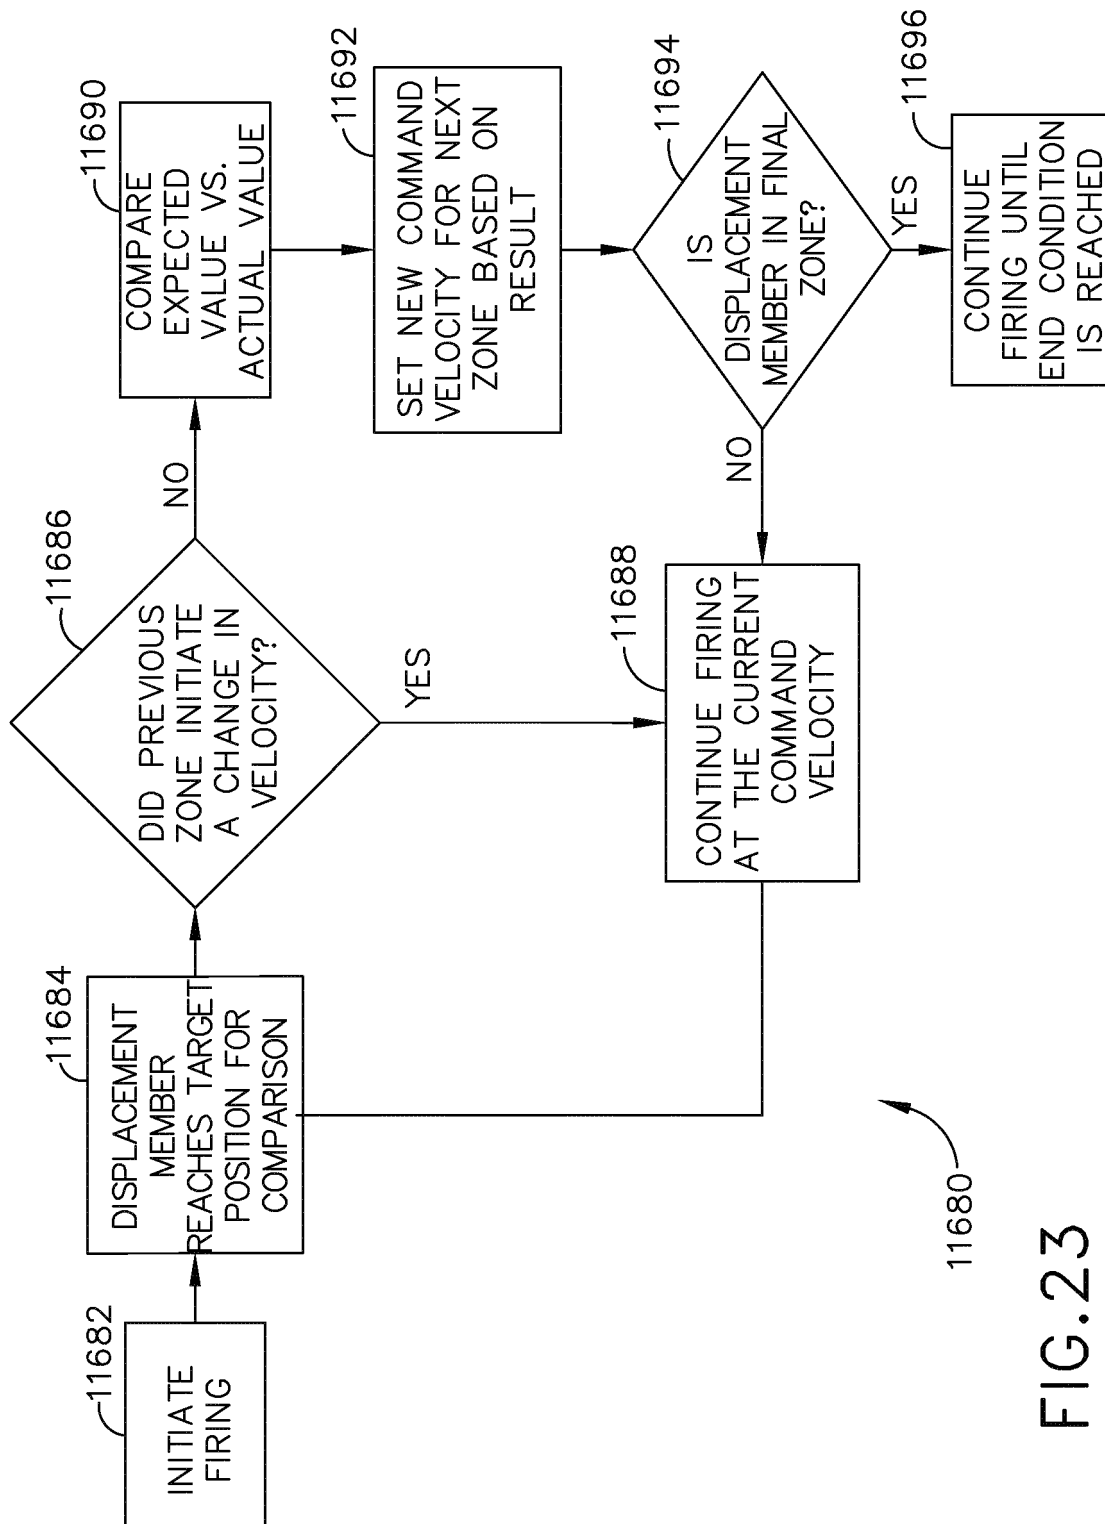 11682
INITIATE
FIRING
11684
DISPLACEMENT
MEMBER
REACHES TARGET
POSITION FOR
COMPARISON
11686
DID PREVIOUS
ZONE INITIATE
A CHANGE IN
VELOCITY?
NO
YES
11690
COMPARE
EXPECTED
VALUE VS.
ACTUAL VALUE
11692
SET NEW COMMAND
VELOCITY FOR NEXT
ZONE BASED ON
RESULT
11688
CONTINUE FIRING
AT THE CURRENT
COMMAND
VELOCITY
NO
11694
IS
DISPLACEMENT
MEMBER IN FINAL
ZONE?
YES
11696
CONTINUE
FIRING UNTIL
END CONDITION
IS REACHED
11680
FIG.23